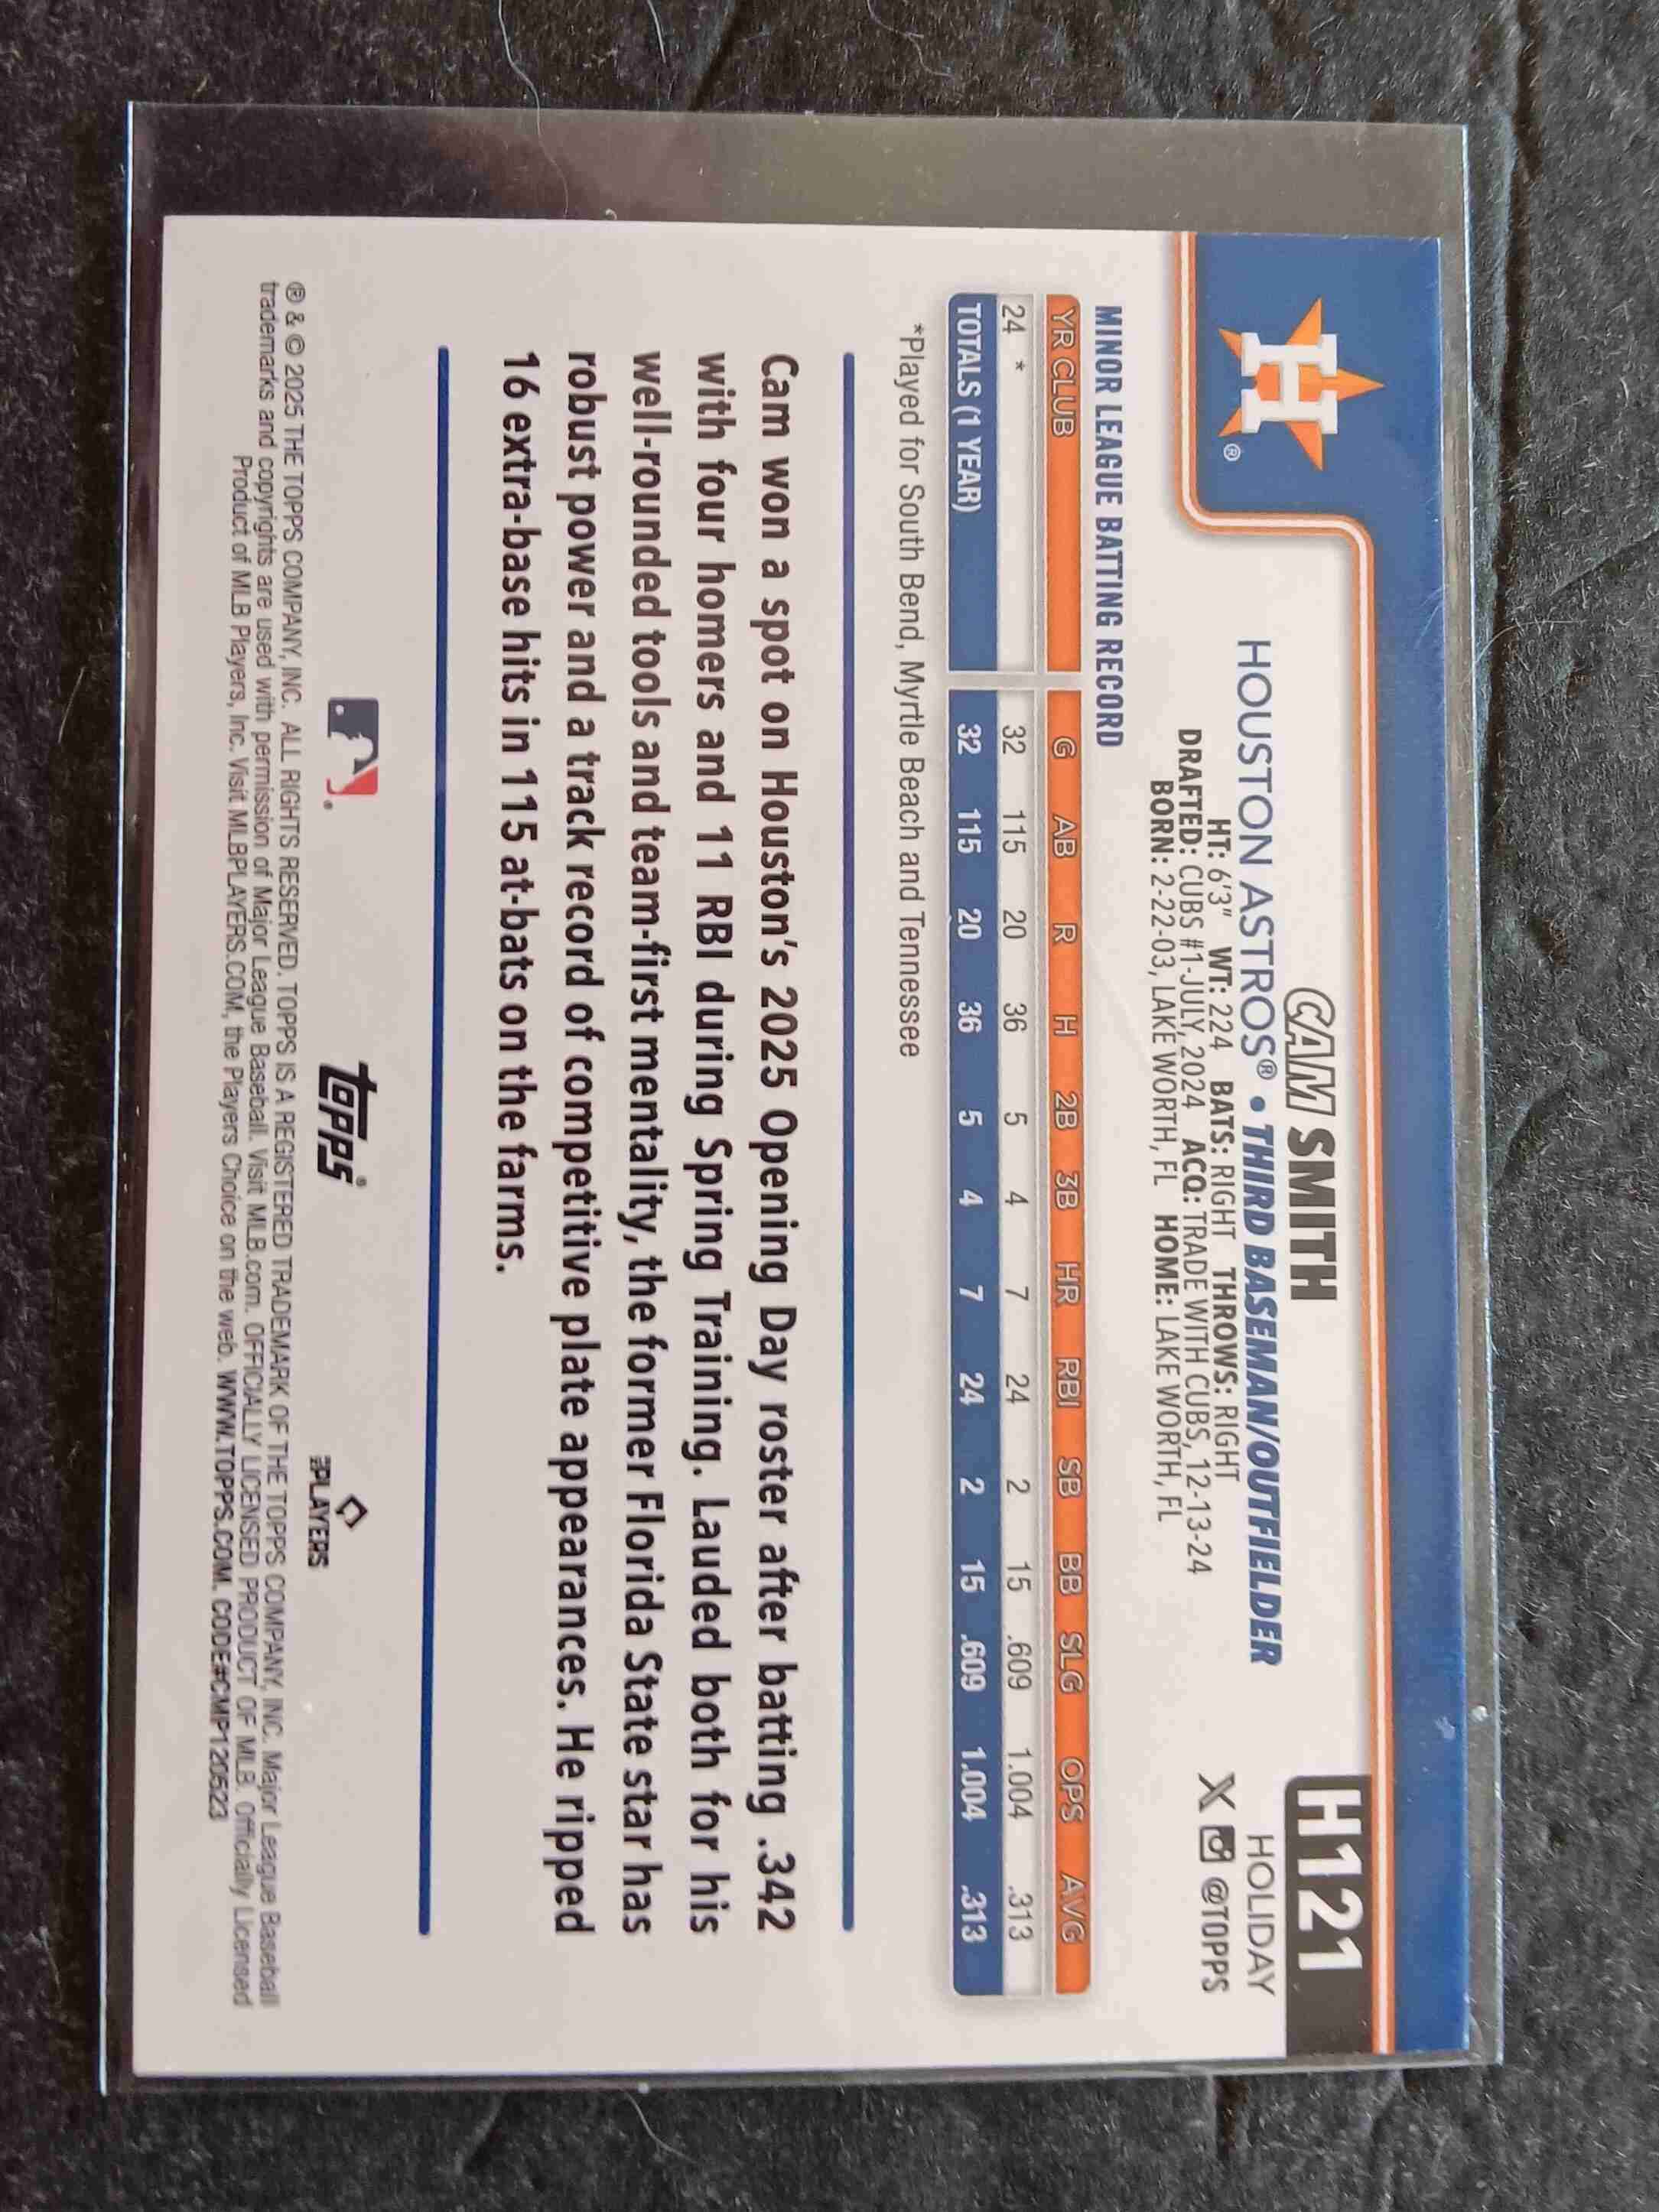 H121
CAM SMITH
HOUSTON ASTROS® • THIRD BASEMAN/OUTFIELDER
HOLIDAY
HT: 6'3" WT: 224 BATS: RIGHT THROWS: RIGHT
X @TOPPS
DRAFTED: CUBS #1-JULY, 2024 ACQ: TRADE WITH CUBS, 12-13-24
BORN: 2-22-03, LAKE WORTH, FL HOME: LAKE WORTH, FL
H®
MINOR LEAGUE BATTING RECORD
YR CLUB G AB R H 2B 3B HR RBI SB BB SLG OPS AVG
24 * 32 115 20 36 5 4 7 24 2 15 .609 1.004 .313
TOTALS (1 YEAR) 32 115 20 36 5 4 7 24 2 15 .609 1.004 .313
*Played for South Bend, Myrtle Beach and Tennessee
Cam won a spot on Houston's 2025 Opening Day roster after batting .342
with four homers and 11 RBI during Spring Training. Lauded both for his
well-rounded tools and team-first mentality, the former Florida State star has
robust power and a track record of competitive plate appearances. He ripped
16 extra-base hits in 115 at-bats on the farms.
topps®
PLAYERS
® & © 2025 THE TOPPS COMPANY, INC. ALL RIGHTS RESERVED. TOPPS IS A REGISTERED TRADEMARK OF THE TOPPS COMPANY, INC. Major League Baseball
trademarks and copyrights are used with permission of Major League Baseball. Visit MLB.com. OFFICIALLY LICENSED PRODUCT OF MLB. Officially Licensed
Product of MLB Players, Inc. Visit MLBPLAYERS.COM, the Players Choice on the web. WWW.TOPPS.COM. CODE#CMP120523